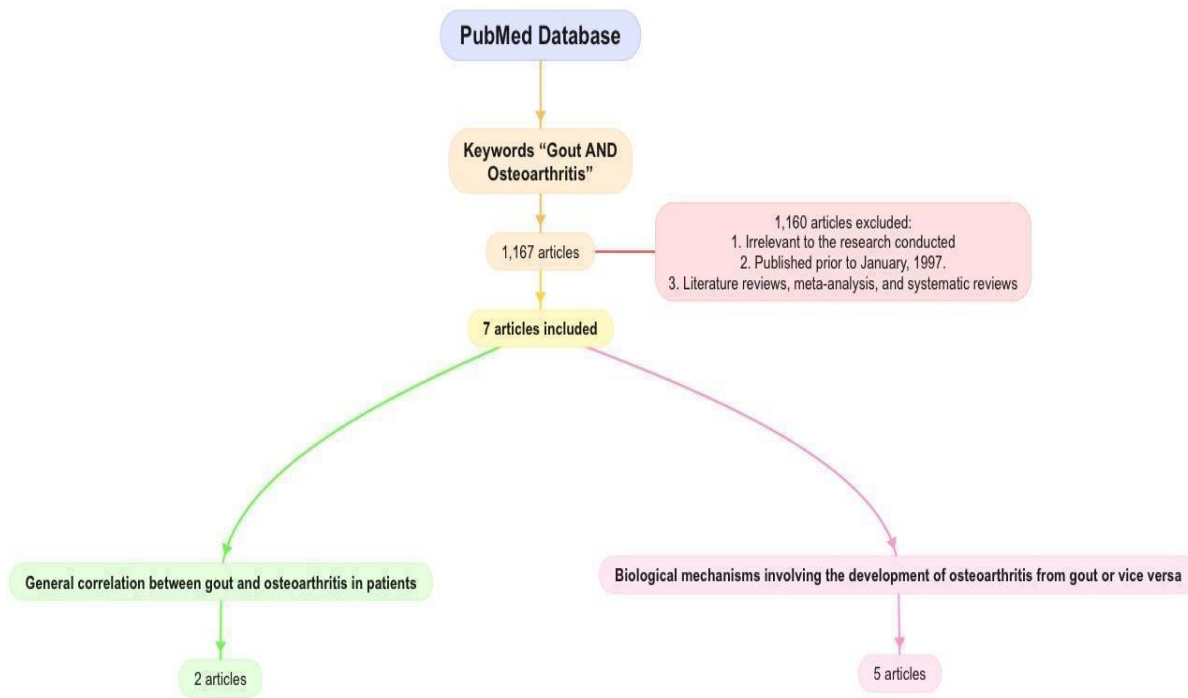 PubMed Database
Keywords “Gout AND
Osteoarthritis”
1,167 articles
1,160 articles excluded:
1. Irrelevant to the research conducted
2. Published prior to January, 1997.
3. Literature reviews, meta-analysis, and systematic reviews
7 articles included
General correlation between gout and osteoarthritis in patients
2 articles
Biological mechanisms involving the development of osteoarthritis from gout or vice versa
5 articles